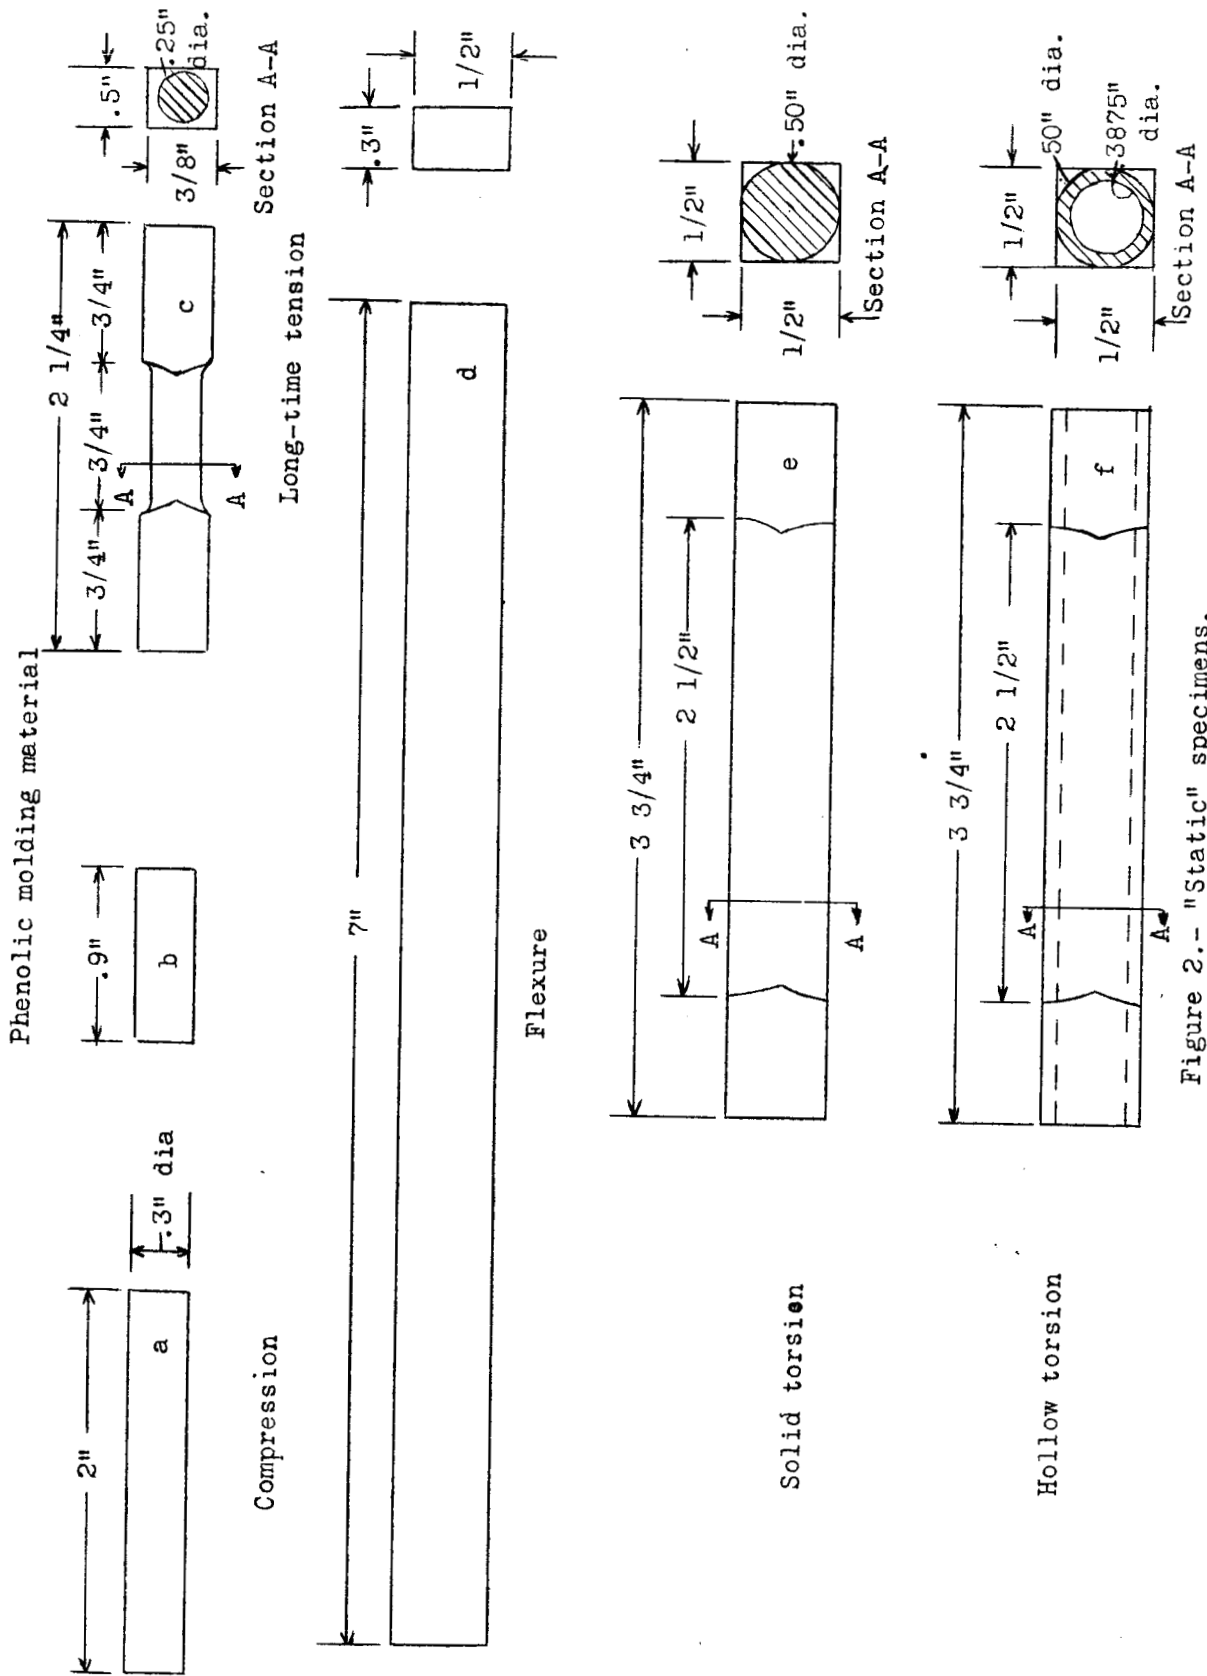 Phenolic molding material
2"
.3" dia
a
Compression
.9"
b
2 1/4"
3/4"
3/4"
3/4"
A
A
c
Long-time tension
.5"
3/8"
.25"
dia.
Section A-A
7"
d
Flexure
.3"
1/2"
3 3/4"
2 1/2"
A
A
e
Solid torsion
1/2"
1/2"
.50" dia.
Section A-A
3 3/4"
2 1/2"
A
A
f
Hollow torsion
1/2"
1/2"
50" dia.
3875"
dia.
Section A-A
Figure 2.- "Static" specimens.